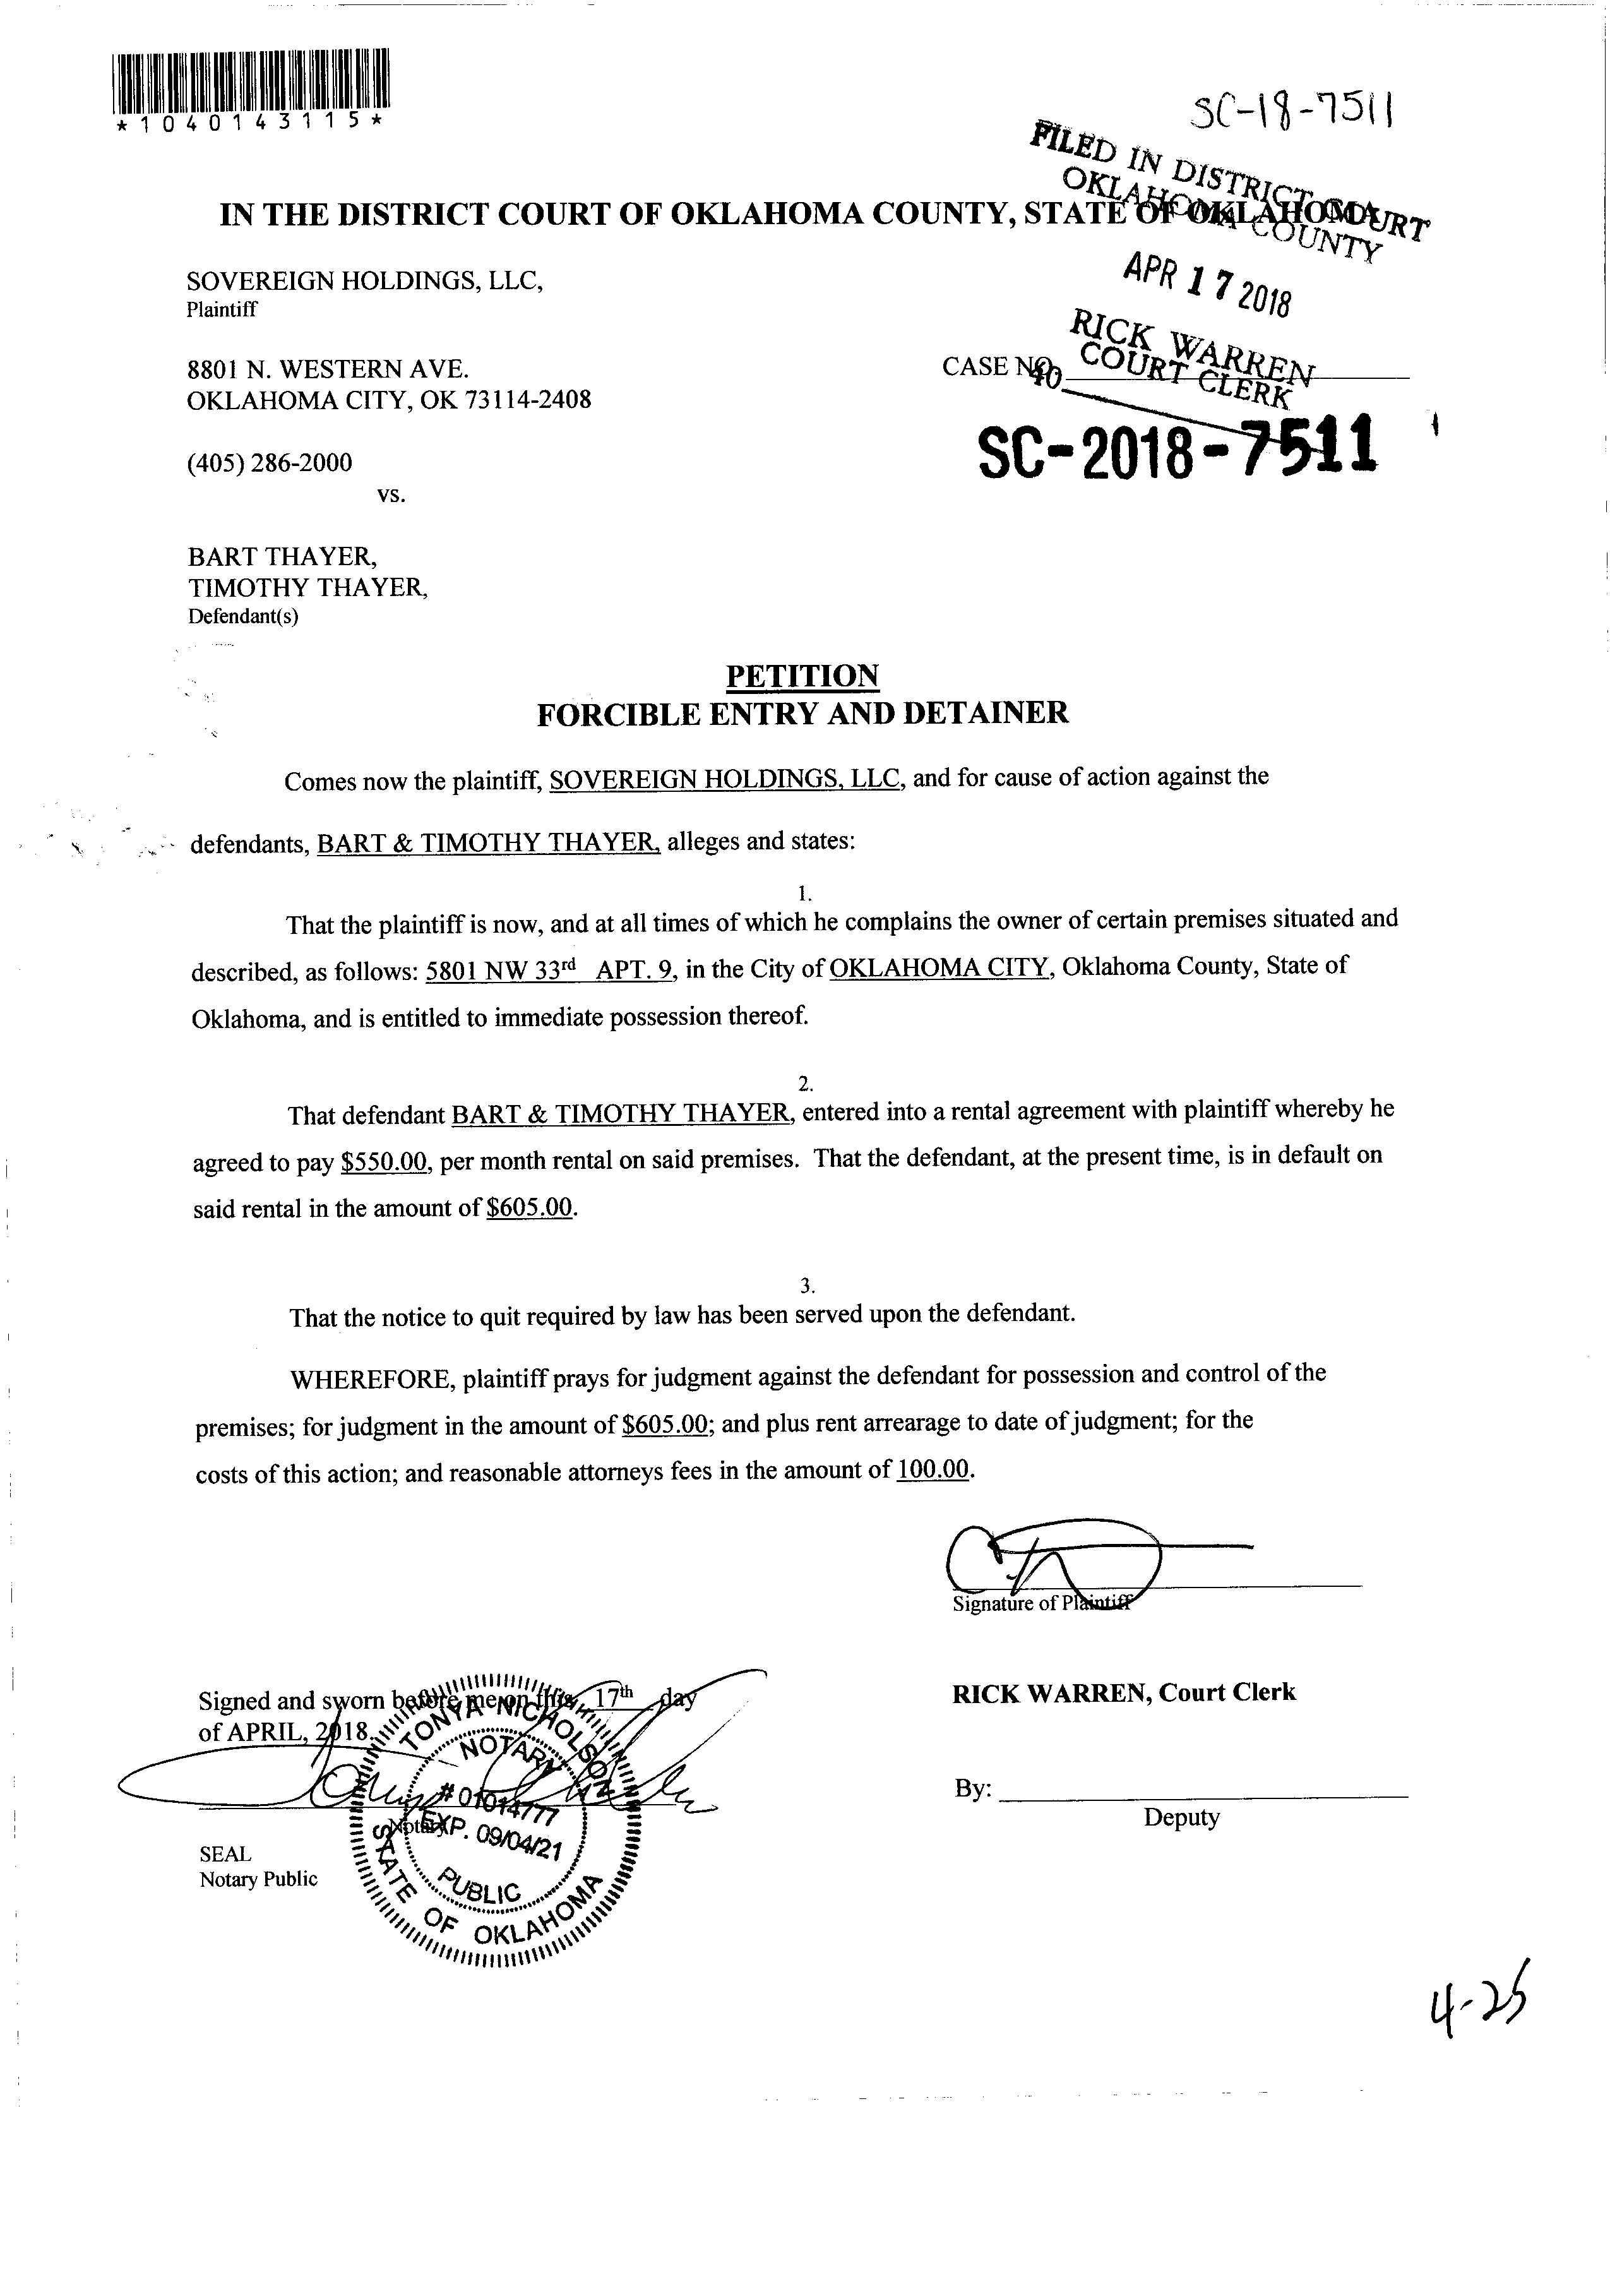 *1040143115*
SC-18-7511
FILED IN DISTRICT COURT
OKLAHOMA COUNTY
IN THE DISTRICT COURT OF OKLAHOMA COUNTY, STATE OF OKLAHOMA
APR 17 2018
SOVEREIGN HOLDINGS, LLC,
Plaintiff
RICK WARREN
COURT CLERK
8801 N. WESTERN AVE.
CASE NO.
40
OKLAHOMA CITY, OK 73114-2408
SC-2018-7511
(405) 286-2000
vs.
BART THAYER,
TIMOTHY THAYER,
Defendant(s)
PETITION
FORCIBLE ENTRY AND DETAINER
Comes now the plaintiff, SOVEREIGN HOLDINGS, LLC, and for cause of action against the
defendants, BART & TIMOTHY THAYER, alleges and states:
1.
That the plaintiff is now, and at all times of which he complains the owner of certain premises situated and
described, as follows: 5801 NW 33rd APT. 9, in the City of OKLAHOMA CITY, Oklahoma County, State of
Oklahoma, and is entitled to immediate possession thereof.
2.
That defendant BART & TIMOTHY THAYER, entered into a rental agreement with plaintiff whereby he
agreed to pay $550.00, per month rental on said premises. That the defendant, at the present time, is in default on
said rental in the amount of $605.00.
3.
That the notice to quit required by law has been served upon the defendant.
WHEREFORE, plaintiff prays for judgment against the defendant for possession and control of the
premises; for judgment in the amount of $605.00; and plus rent arrearage to date of judgment; for the
costs of this action; and reasonable attorneys fees in the amount of 100.00.
Signature of Plaintiff
Signed and sworn before me on this, 17th day
of APRIL, 2018.
RICK WARREN, Court Clerk
By:
Deputy
Notary
SEAL
Notary Public
TONYA NICHOLSON
NOTARY
# 01014777
EXP. 09/04/21
PUBLIC
STATE OF OKLAHOMA
4-25